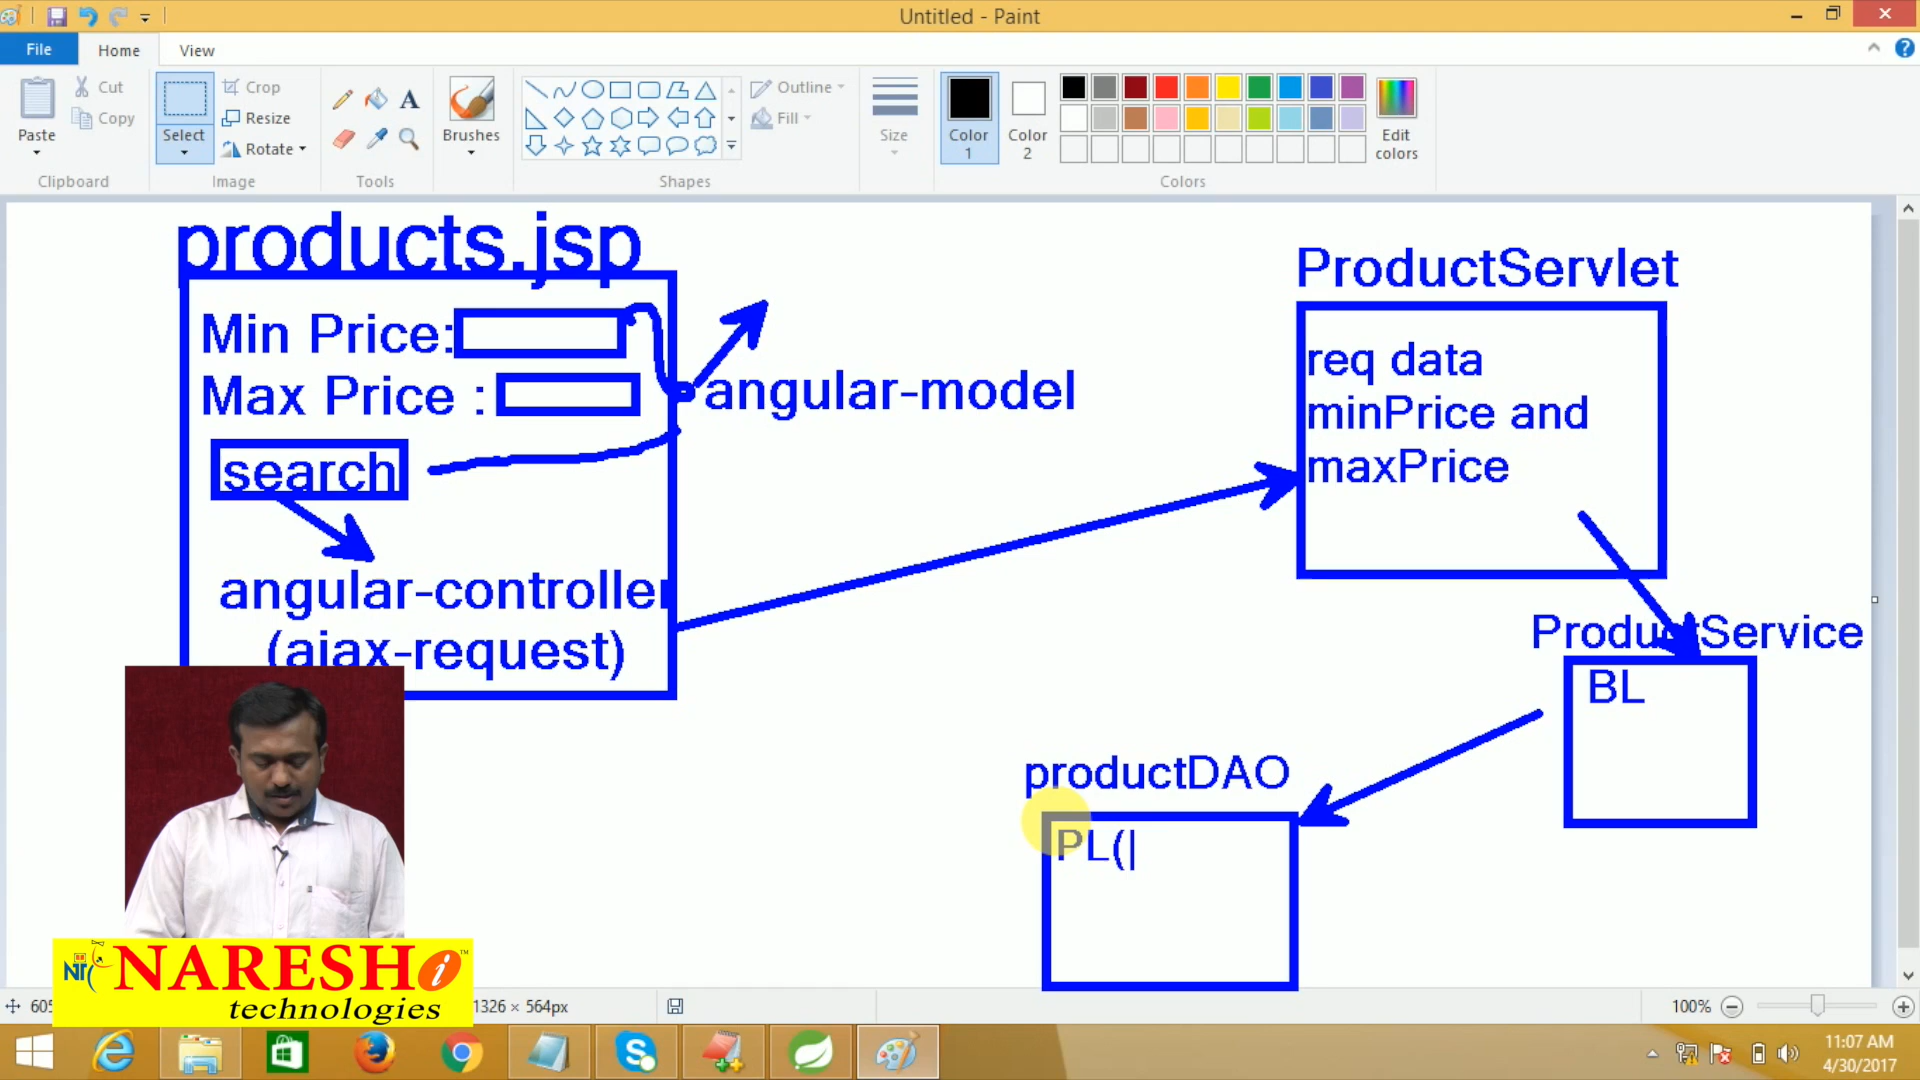 Untitled - Paint
File
Home
View
Paste
Cut
Copy
Clipboard
Select
Crop
Resize
Rotate
Image
A
Tools
Brushes
Shapes
Outline
Fill
Size
Color 1
Color 2
Edit colors
Colors
products.jsp
Min Price:
Max Price :
search
angular-model
angular-controller
(ajax-request)
ProductServlet
req data
minPrice and
maxPrice
ProductService
BL
productDAO
PL(
NARESHi
technologies
605
1326 × 564px
100%
11:07 AM
4/30/2017